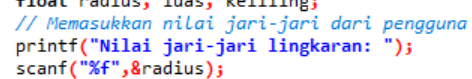 float radius, luas, keliling;
// Memasukkan nilai jari-jari dari pengguna
printf("Nilai jari-jari lingkaran: ");
scanf("%f",&radius);